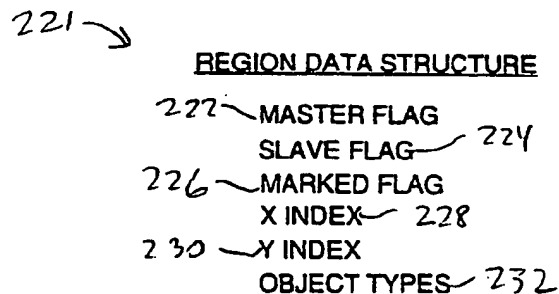 221
REGION DATA STRUCTURE
222 MASTER FLAG
SLAVE FLAG 224
226 MARKED FLAG
X INDEX 228
230 Y INDEX
OBJECT TYPES 232